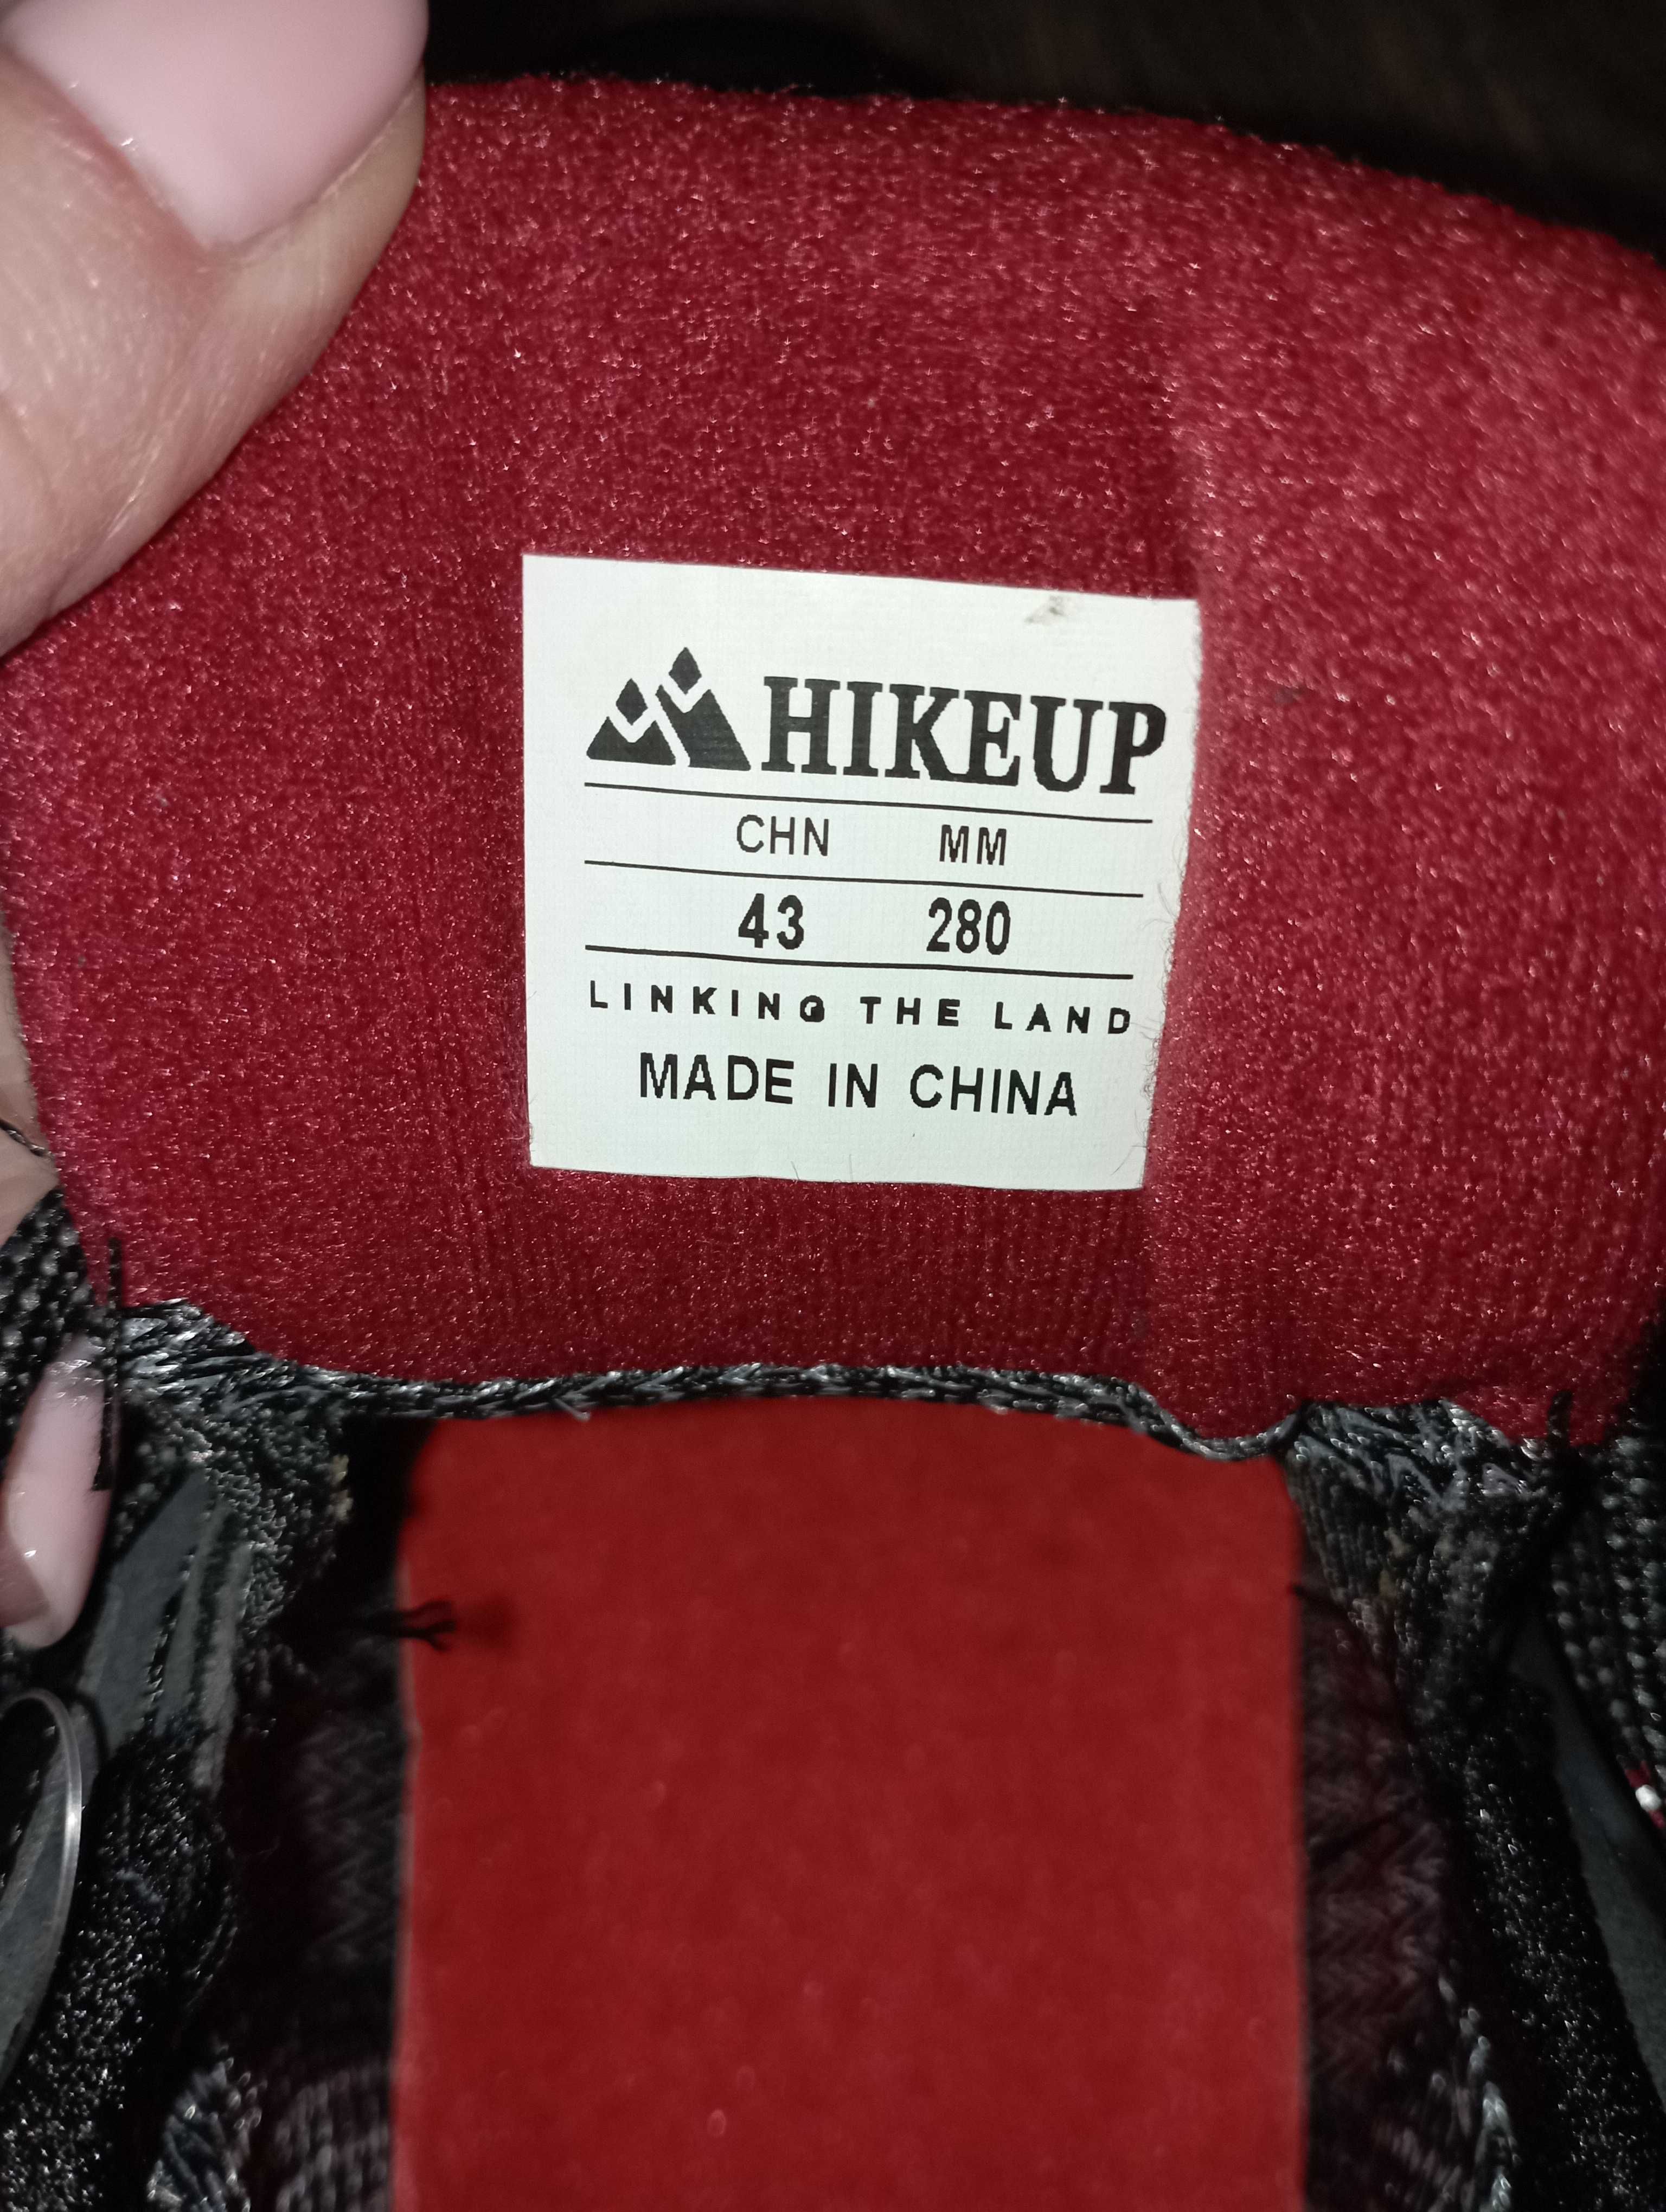 HIKEUP
CHN MM
43 280
LINKING THE LAND
MADE IN CHINA